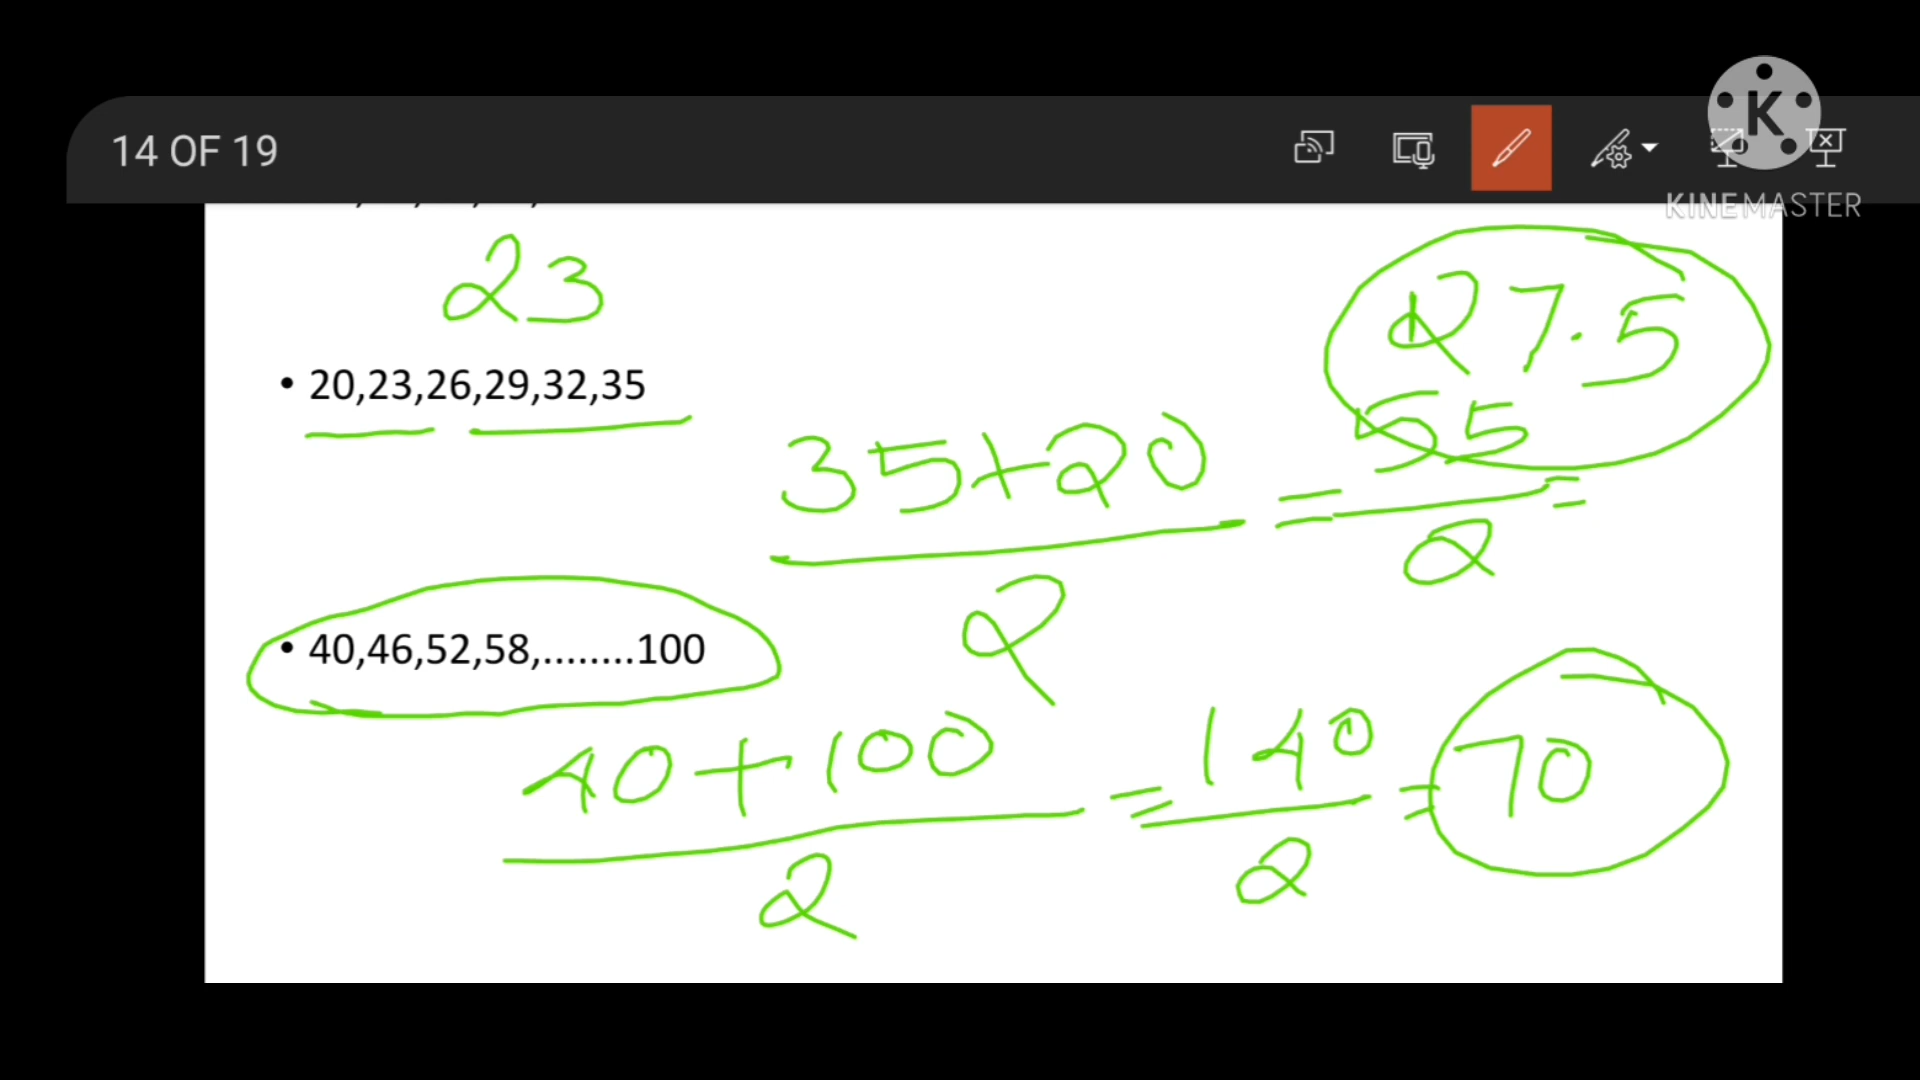 14 OF 19
K
KINEMASTER
23
27.5
• 20,23,26,29,32,35
35+20 / 2 = 55 / 2 =
• 40,46,52,58,........100
40+100 / 2 = 140 / 2 = 70